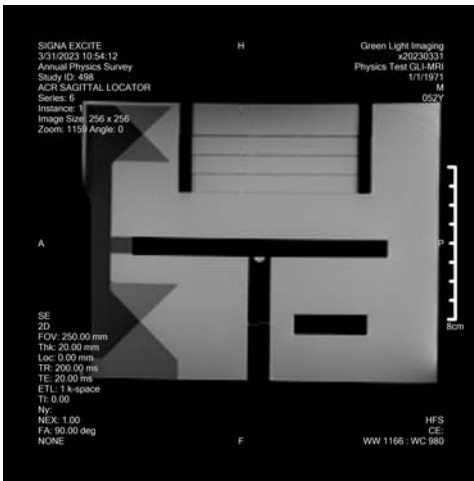 SIGNA EXCITE
3/31/2023 10:54:12
Annual Physics Survey
Study ID: 498
ACR SAGITTAL LOCATOR
Series: 6
Instance: 1
Image Size: 256 x 256
Zoom: 115% Angle: 0
H
Green Light Imaging
x20230331
Physics Test GLI-MRI
1/1/1971
M
052Y
A
P
8cm
SE
2D
FOV: 250.00 mm
Thk: 20.00 mm
Loc: 0.00 mm
TR: 200.00 ms
TE: 20.00 ms
ETL: 1 k-space
TI: 0.00
Ny:
NEX: 1.00
FA: 90.00 deg
NONE
F
HFS
CE:
WW 1166 : WC 980